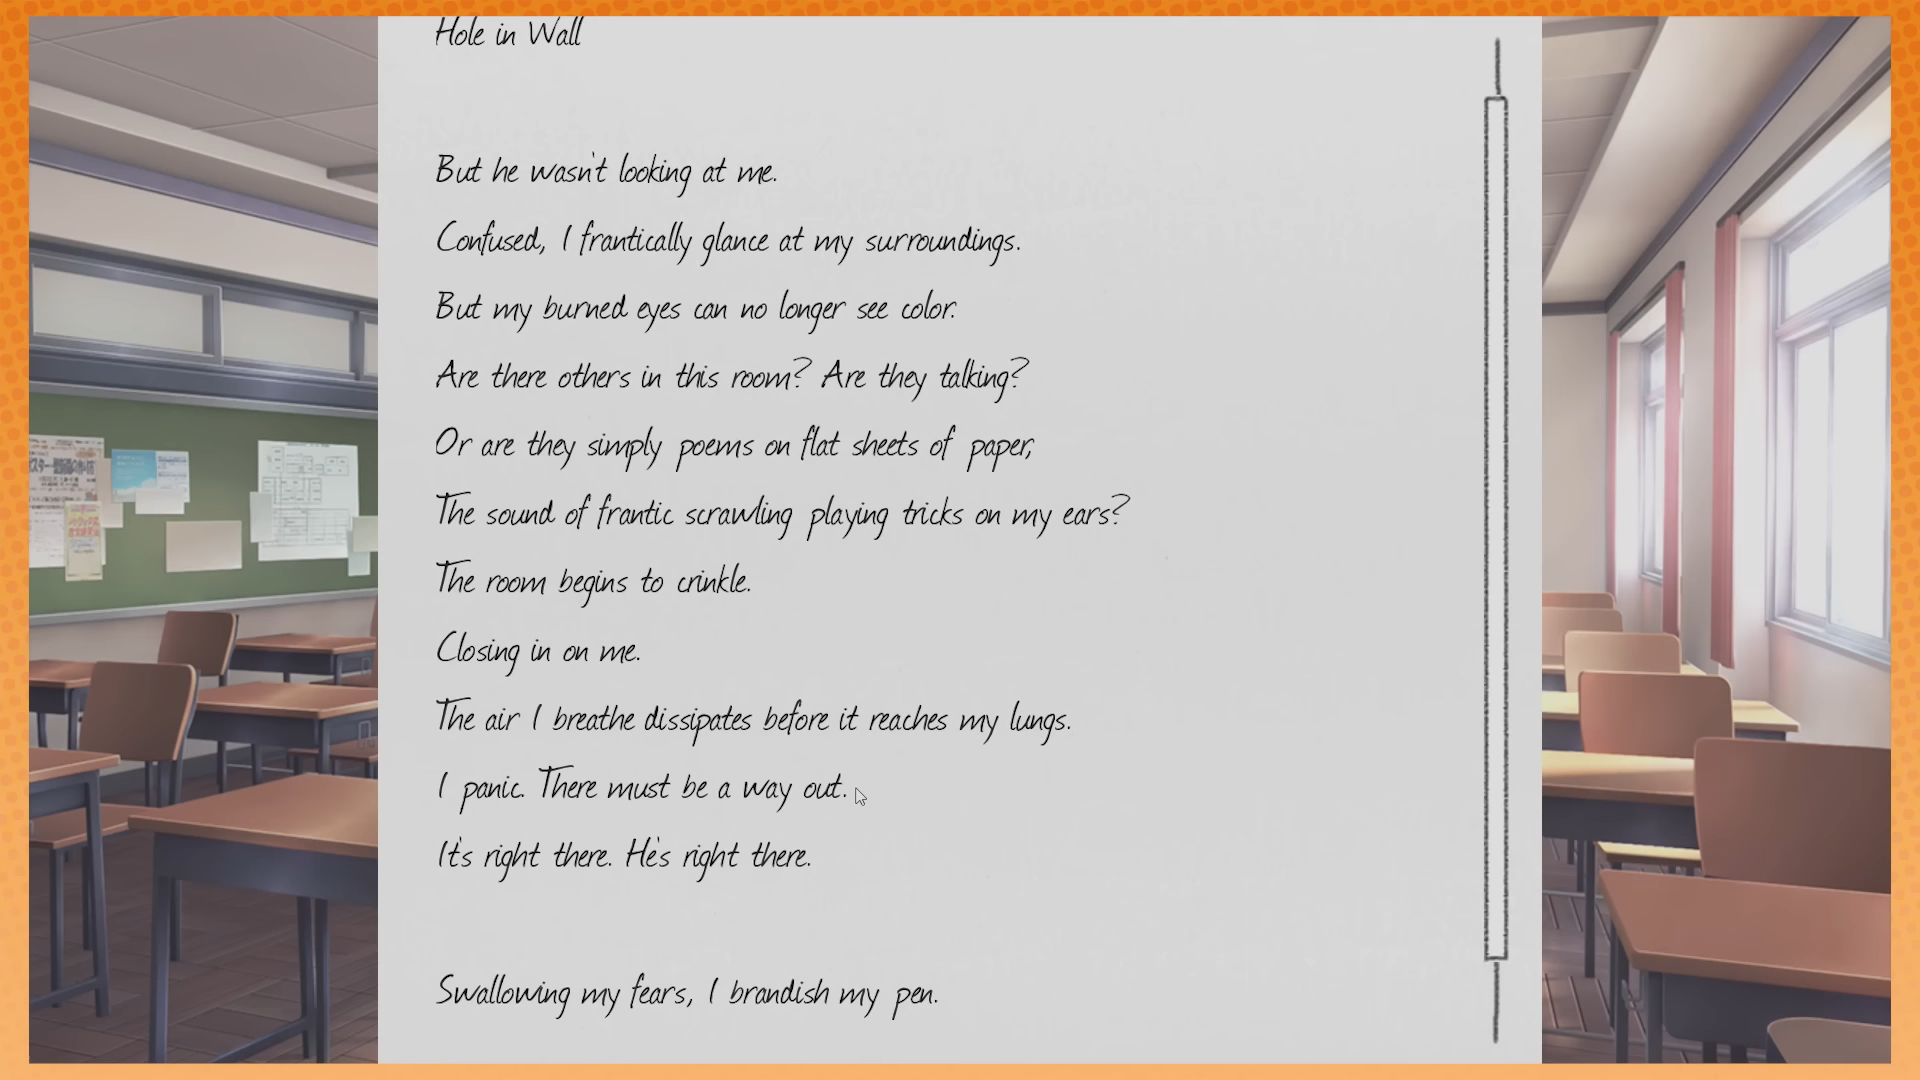 Hole in Wall
But he wasn't looking at me.
Confused, I frantically glance at my surroundings.
But my burned eyes can no longer see color.
Are there others in this room? Are they talking?
Or are they simply poems on flat sheets of paper,
The sound of frantic scrawling playing tricks on my ears?
The room begins to crinkle.
Closing in on me.
The air I breathe dissipates before it reaches my lungs.
I panic. There must be a way out.
It's right there. He's right there.
Swallowing my fears, I brandish my pen.